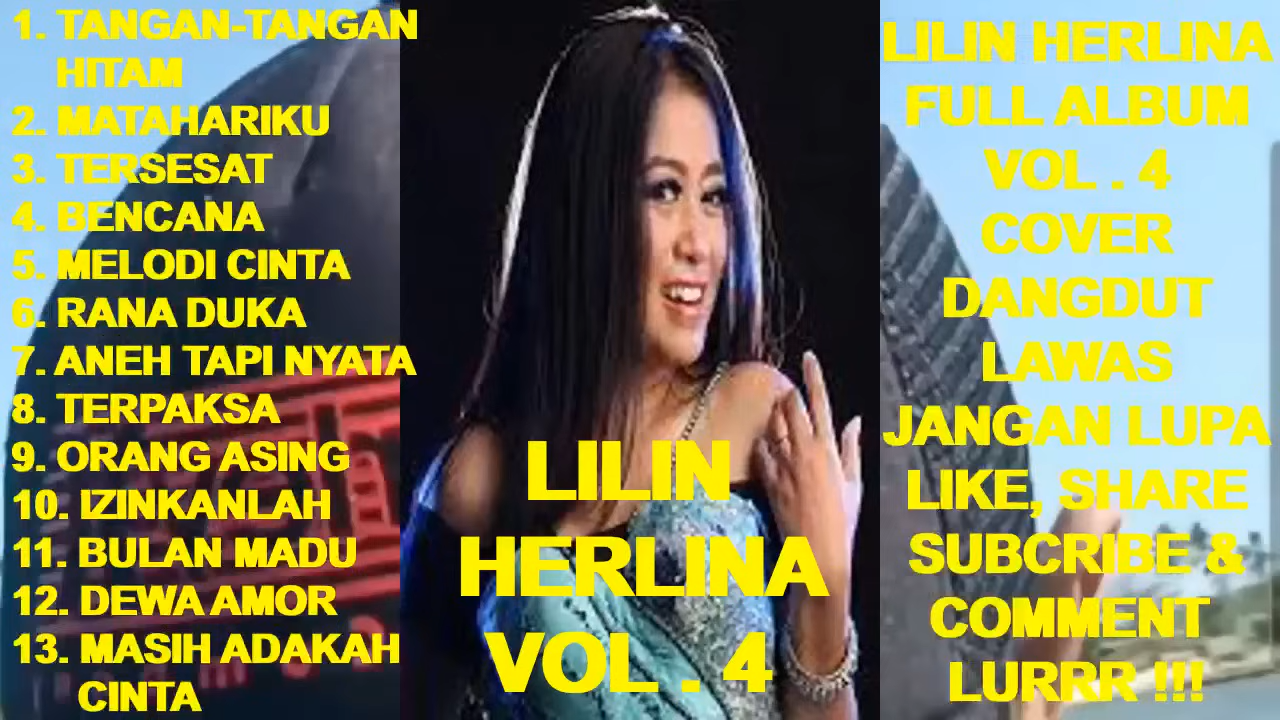 1. TANGAN-TANGAN
HITAM
2. MATAHARIKU
3. TERSESAT
4. BENCANA
5. MELODI CINTA
6. RANA DUKA
7. ANEH TAPI NYATA
8. TERPAKSA
9. ORANG ASING
10. IZINKANLAH
11. BULAN MADU
12. DEWA AMOR
13. MASIH ADAKAH
CINTA
LILIN
HERLINA
VOL . 4
LILIN HERLINA
FULL ALBUM
VOL . 4
COVER
DANGDUT
LAWAS
JANGAN LUPA
LIKE, SHARE
SUBCRIBE &
COMMENT
LURRR !!!